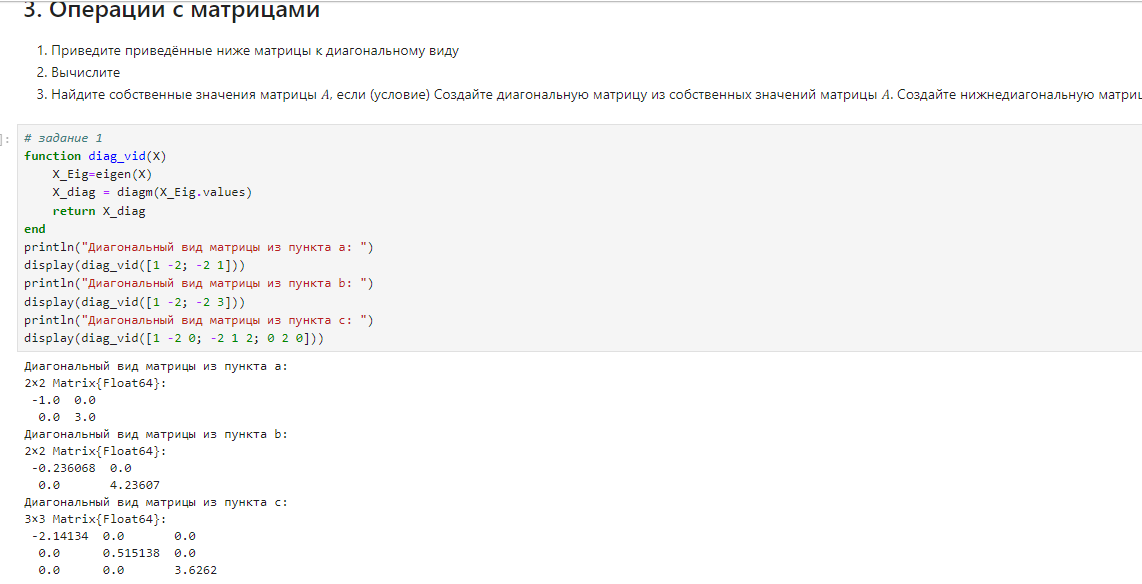 3. Операции с матрицами
1. Приведите приведённые ниже матрицы к диагональному виду
2. Вычислите
3. Найдите собственные значения матрицы A, если (условие) Создайте диагональную матрицу из собственных значений матрицы A. Создайте нижнедиагональную матриц
]:
# задание 1
function diag_vid(X)
    X_Eig=eigen(X)
    X_diag = diagm(X_Eig.values)
    return X_diag
end
println("Диагональный вид матрицы из пункта a: ")
display(diag_vid([1 -2; -2 1]))
println("Диагональный вид матрицы из пункта b: ")
display(diag_vid([1 -2; -2 3]))
println("Диагональный вид матрицы из пункта c: ")
display(diag_vid([1 -2 0; -2 1 2; 0 2 0]))
Диагональный вид матрицы из пункта a:
2×2 Matrix{Float64}:
 -1.0  0.0
  0.0  3.0
Диагональный вид матрицы из пункта b:
2×2 Matrix{Float64}:
 -0.236068  0.0
  0.0       4.23607
Диагональный вид матрицы из пункта c:
3×3 Matrix{Float64}:
 -2.14134  0.0       0.0
  0.0      0.515138  0.0
  0.0      0.0       3.6262